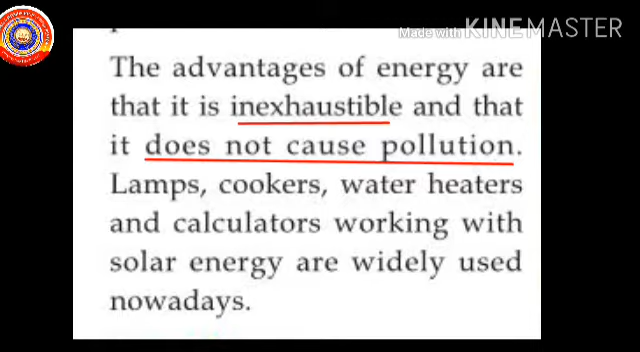 Made with KINEMASTER
The advantages of energy are
that it is inexhaustible and that
it does not cause pollution.
Lamps, cookers, water heaters
and calculators working with
solar energy are widely used
nowadays.